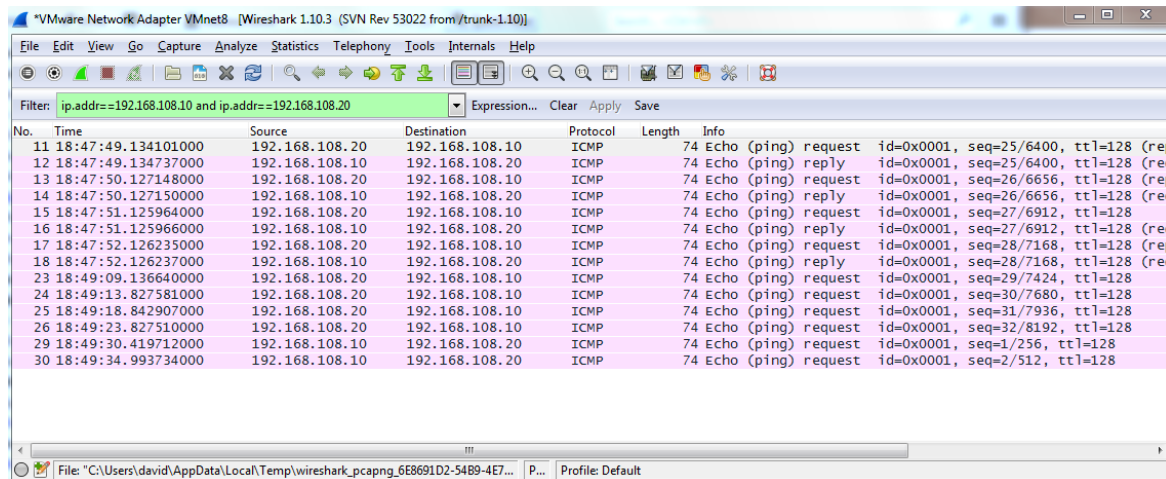 *VMware Network Adapter VMnet8 [Wireshark 1.10.3 (SVN Rev 53022 from /trunk-1.10)]
File Edit View Go Capture Analyze Statistics Telephony Tools Internals Help
Filter: ip.addr==192.168.108.10 and ip.addr==192.168.108.20 Expression... Clear Apply Save
No. Time Source Destination Protocol Length Info
11 18:47:49.134101000 192.168.108.20 192.168.108.10 ICMP 74 Echo (ping) request id=0x0001, seq=25/6400, ttl=128 (rep
12 18:47:49.134737000 192.168.108.10 192.168.108.20 ICMP 74 Echo (ping) reply id=0x0001, seq=25/6400, ttl=128 (re
13 18:47:50.127148000 192.168.108.20 192.168.108.10 ICMP 74 Echo (ping) request id=0x0001, seq=26/6656, ttl=128 (rep
14 18:47:50.127150000 192.168.108.10 192.168.108.20 ICMP 74 Echo (ping) reply id=0x0001, seq=26/6656, ttl=128 (re
15 18:47:51.125964000 192.168.108.20 192.168.108.10 ICMP 74 Echo (ping) request id=0x0001, seq=27/6912, ttl=128
16 18:47:51.125966000 192.168.108.10 192.168.108.20 ICMP 74 Echo (ping) reply id=0x0001, seq=27/6912, ttl=128 (re
17 18:47:52.126235000 192.168.108.20 192.168.108.10 ICMP 74 Echo (ping) request id=0x0001, seq=28/7168, ttl=128 (rep
18 18:47:52.126237000 192.168.108.10 192.168.108.20 ICMP 74 Echo (ping) reply id=0x0001, seq=28/7168, ttl=128 (re
23 18:49:09.136640000 192.168.108.20 192.168.108.10 ICMP 74 Echo (ping) request id=0x0001, seq=29/7424, ttl=128
24 18:49:13.827581000 192.168.108.20 192.168.108.10 ICMP 74 Echo (ping) request id=0x0001, seq=30/7680, ttl=128
25 18:49:18.842907000 192.168.108.20 192.168.108.10 ICMP 74 Echo (ping) request id=0x0001, seq=31/7936, ttl=128
26 18:49:23.827510000 192.168.108.20 192.168.108.10 ICMP 74 Echo (ping) request id=0x0001, seq=32/8192, ttl=128
29 18:49:30.419712000 192.168.108.10 192.168.108.20 ICMP 74 Echo (ping) request id=0x0001, seq=1/256, ttl=128
30 18:49:34.993734000 192.168.108.10 192.168.108.20 ICMP 74 Echo (ping) request id=0x0001, seq=2/512, ttl=128
File: "C:\Users\david\AppData\Local\Temp\wireshark_pcapng_6E8691D2-54B9-4E7... P... Profile: Default